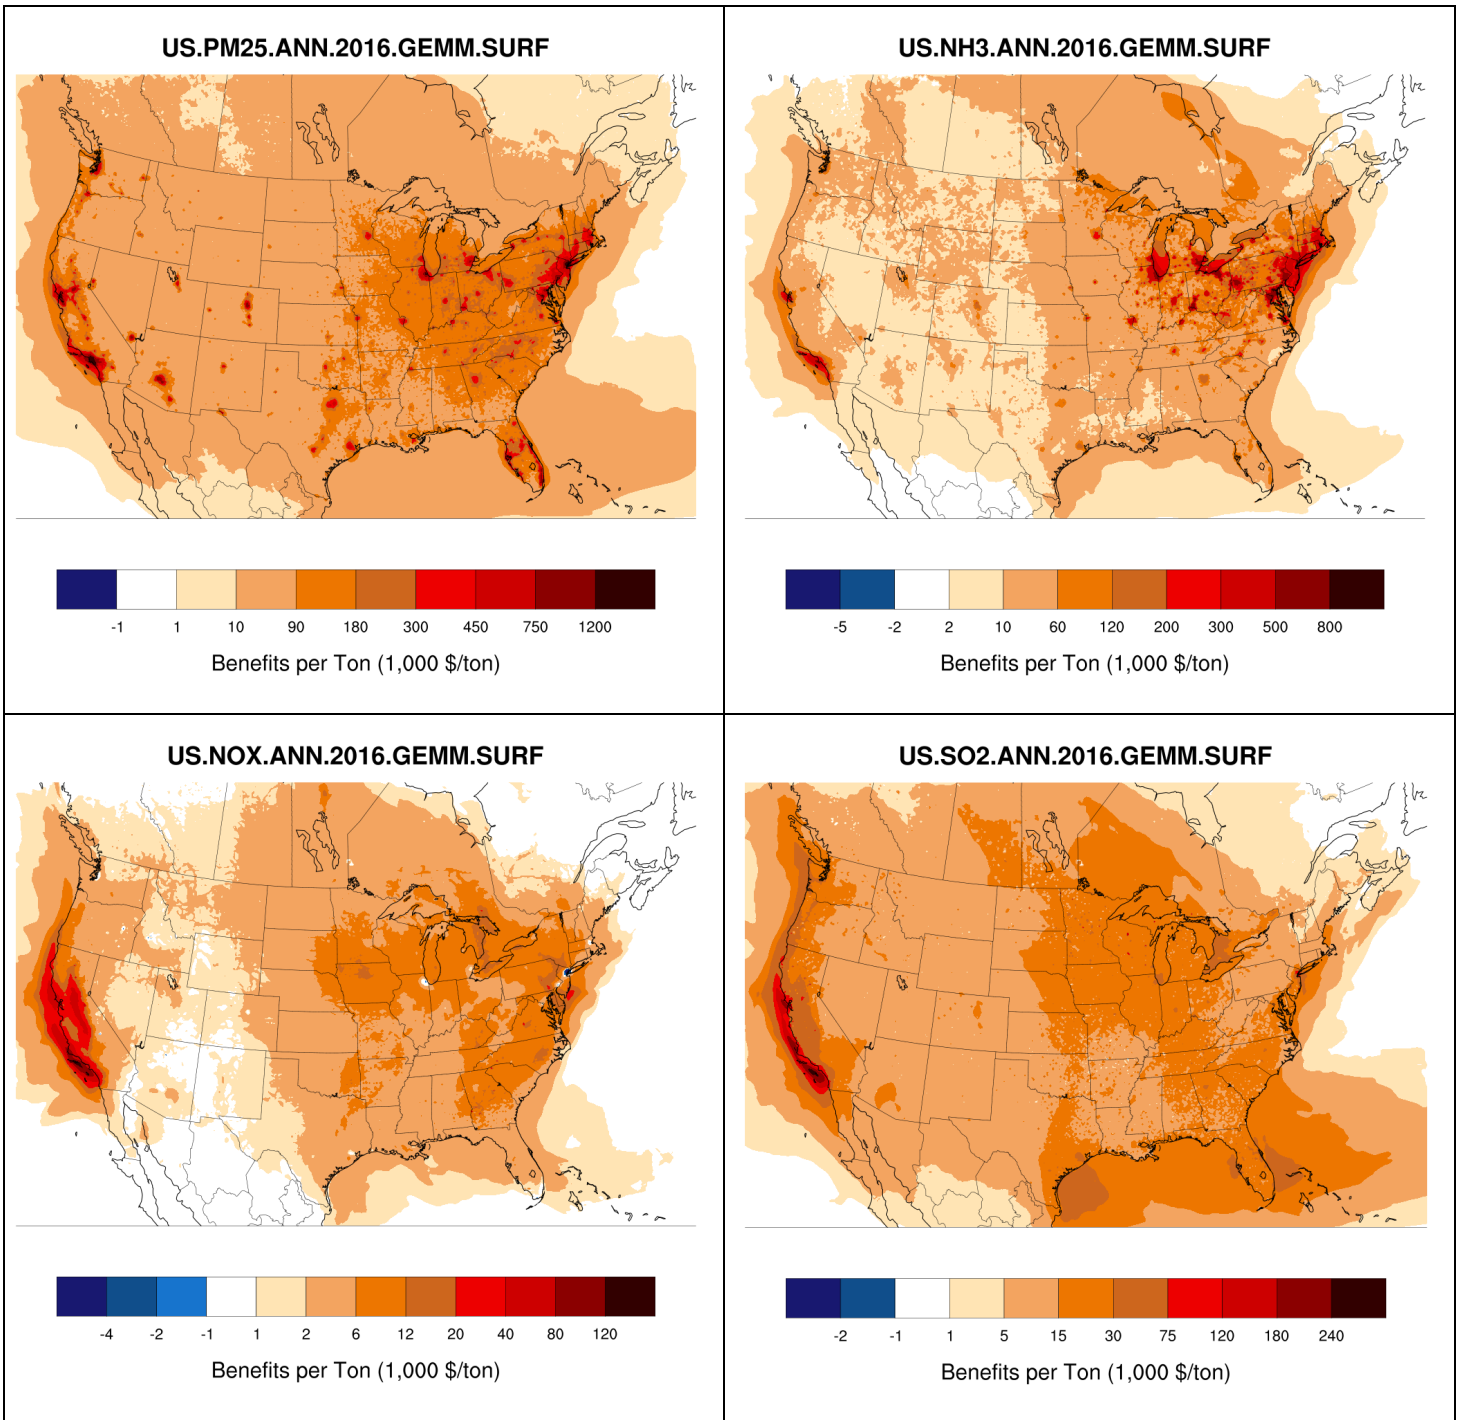 US.PM25.ANN.2016.GEMM.SURF
-1 1 10 90 180 300 450 750 1200
Benefits per Ton (1,000 $/ton)
US.NH3.ANN.2016.GEMM.SURF
-5 -2 2 10 60 120 200 300 500 800
Benefits per Ton (1,000 $/ton)
US.NOX.ANN.2016.GEMM.SURF
-4 -2 -1 1 2 6 12 20 40 80 120
Benefits per Ton (1,000 $/ton)
US.SO2.ANN.2016.GEMM.SURF
-2 -1 1 5 15 30 75 120 180 240
Benefits per Ton (1,000 $/ton)